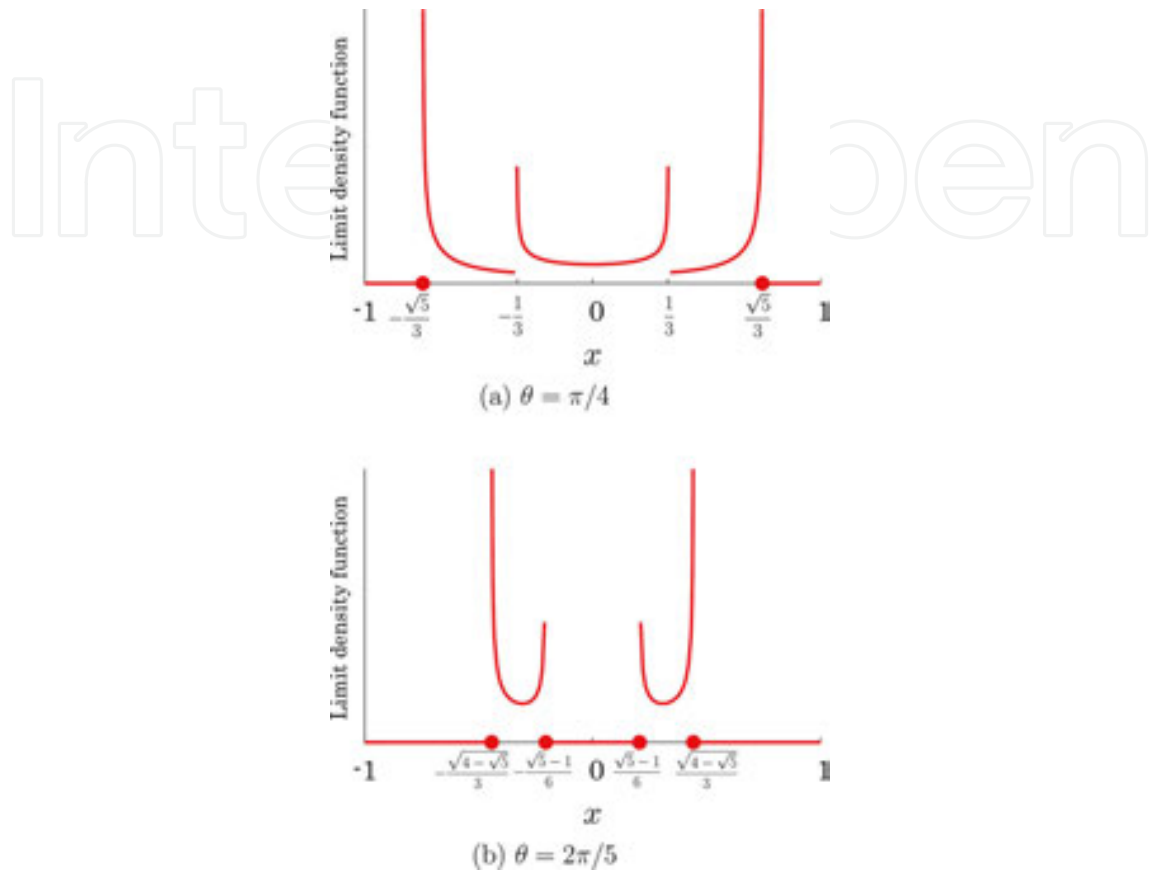 Limit density function
-1 -√5/3 -1/3 0 1/3 √5/3 1
x
(a) θ = π/4
Limit density function
-1 -√(4-√5)/3 -(√5-1)/6 0 (√5-1)/6 √(4-√5)/3 1
x
(b) θ = 2π/5